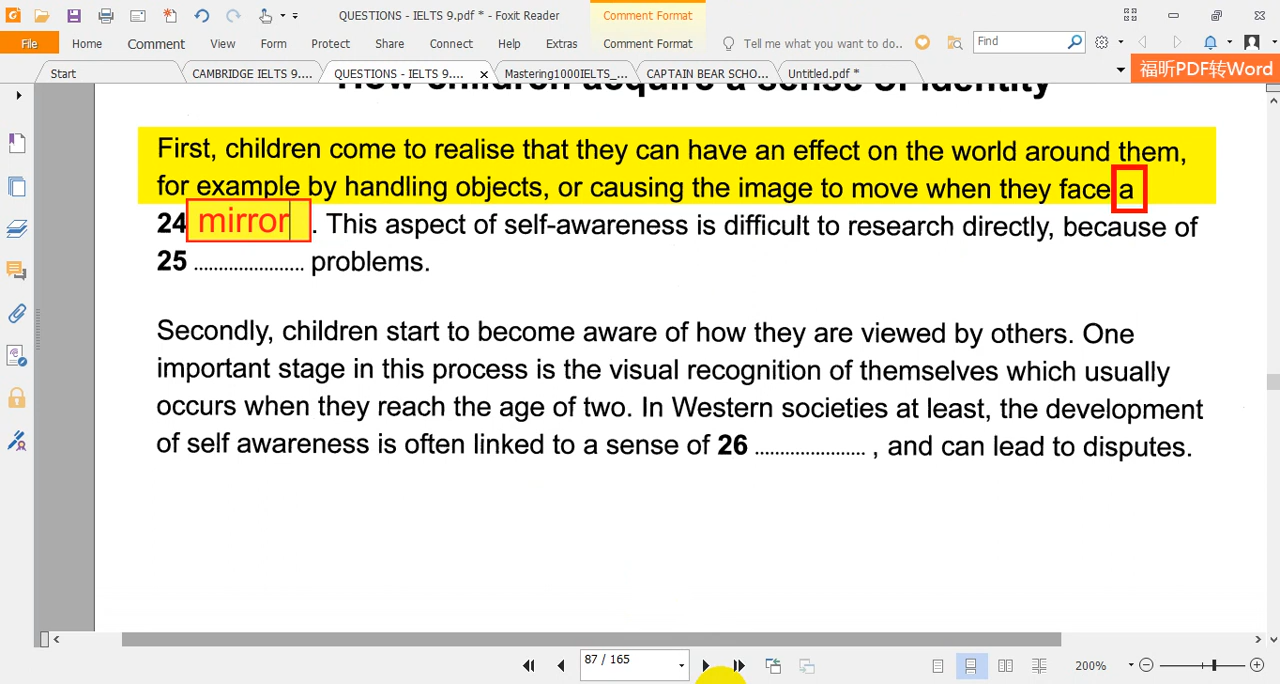 QUESTIONS - IELTS 9.pdf * - Foxit Reader
Comment Format
File
Home
Comment
View
Form
Protect
Share
Connect
Help
Extras
Comment Format
Tell me what you want to do..
Find
Start
CAMBRIDGE IELTS 9....
QUESTIONS - IELTS 9....
Mastering1000IELTS_...
CAPTAIN BEAR SCHO...
Untitled.pdf *
福昕PDF转Word
How children acquire a sense of identity
First, children come to realise that they can have an effect on the world around them,
for example by handling objects, or causing the image to move when they face a
24 mirror . This aspect of self-awareness is difficult to research directly, because of
25 ....................... problems.
Secondly, children start to become aware of how they are viewed by others. One
important stage in this process is the visual recognition of themselves which usually
occurs when they reach the age of two. In Western societies at least, the development
of self awareness is often linked to a sense of 26 ....................... , and can lead to disputes.
87 / 165
200%